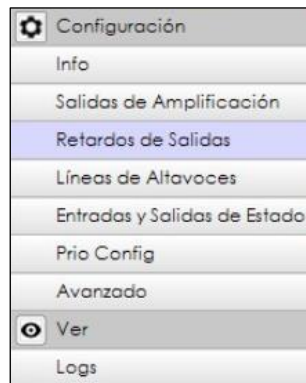 Configuración
Info
Salidas de Amplificación
Retardos de Salidas
Líneas de Altavoces
Entradas y Salidas de Estado
Prio Config
Avanzado
Ver
Logs